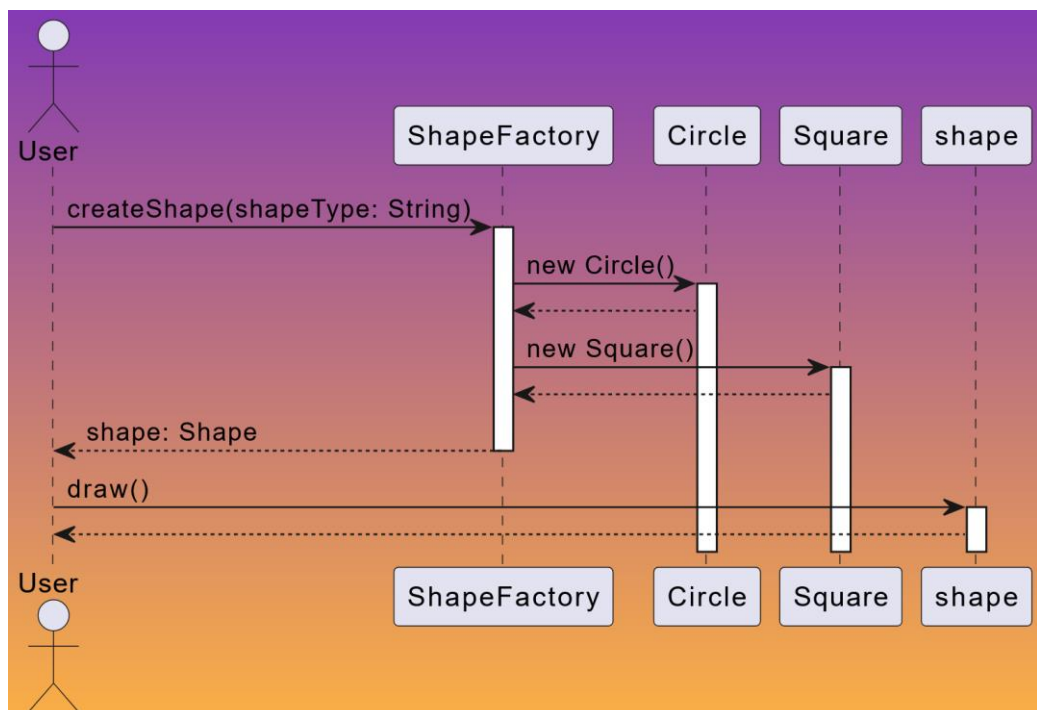 User
ShapeFactory
Circle
Square
shape
createShape(shapeType: String)
new Circle()
new Square()
shape: Shape
draw()
User
ShapeFactory
Circle
Square
shape